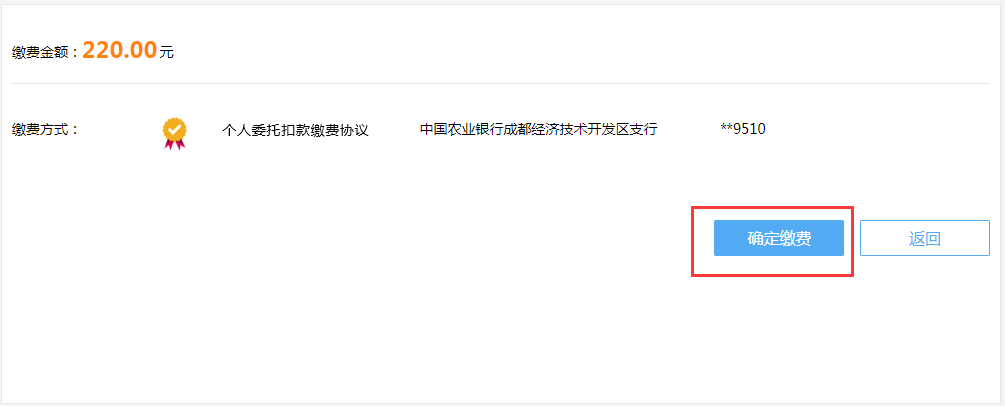 缴费金额：220.00元
缴费方式： 个人委托扣款缴费协议 中国农业银行成都经济技术开发区支行 **9510
确定缴费 返回